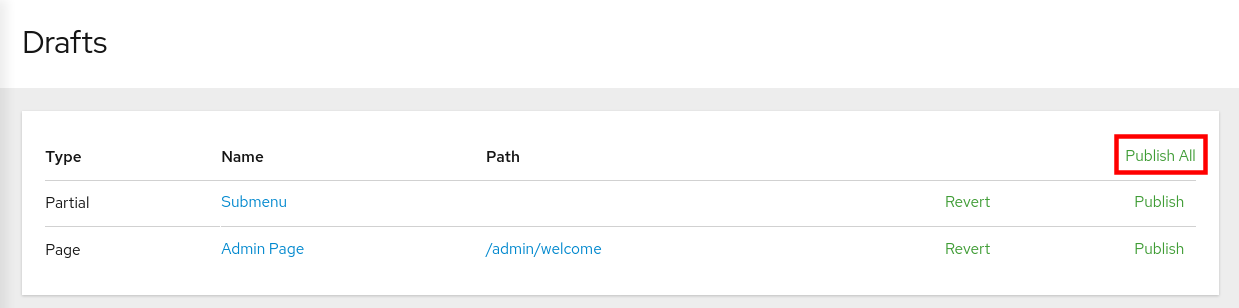 Drafts
Type Name Path Publish All
Partial Submenu Revert Publish
Page Admin Page /admin/welcome Revert Publish